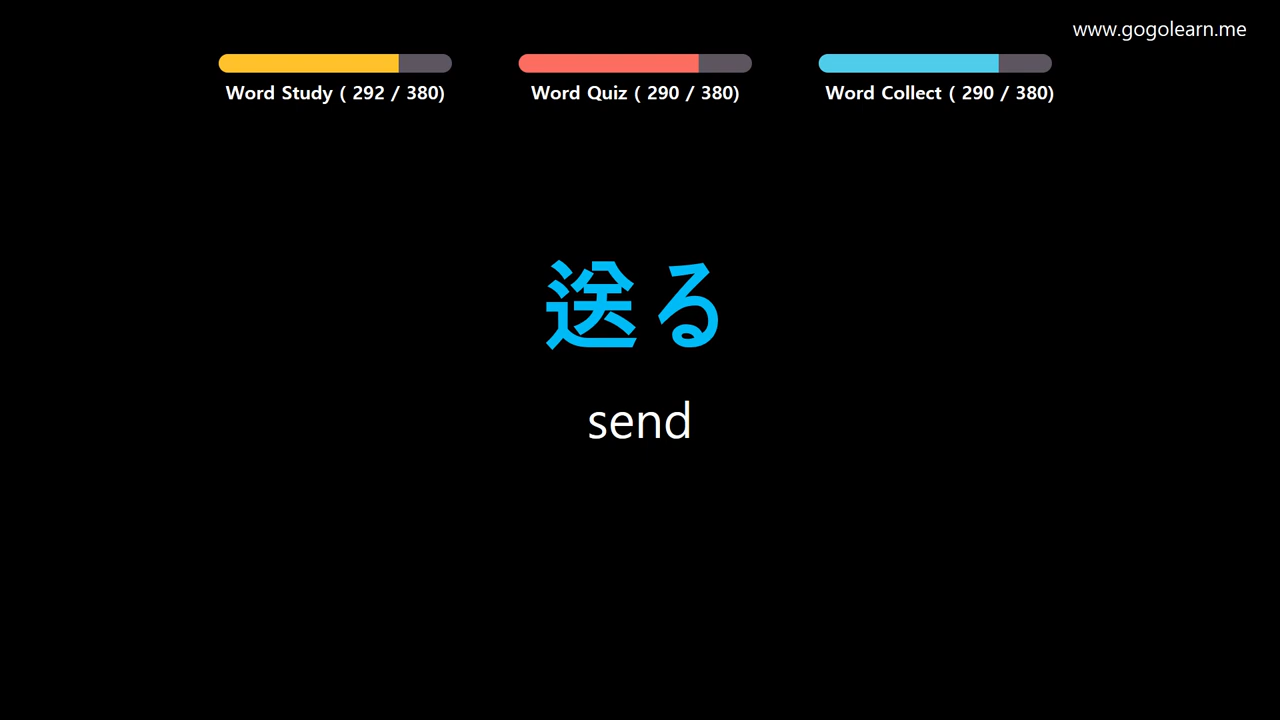 www.gogolearn.me
Word Study ( 292 / 380)
Word Quiz ( 290 / 380)
Word Collect ( 290 / 380)
送る
send